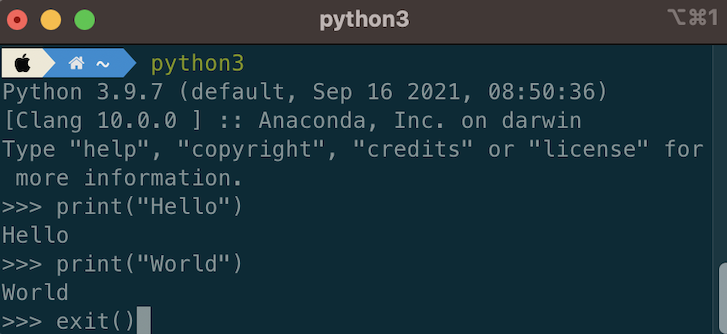 python3 ⌥⌘1
~ python3
Python 3.9.7 (default, Sep 16 2021, 08:50:36)
[Clang 10.0.0 ] :: Anaconda, Inc. on darwin
Type "help", "copyright", "credits" or "license" for
more information.
>>> print("Hello")
Hello
>>> print("World")
World
>>> exit()